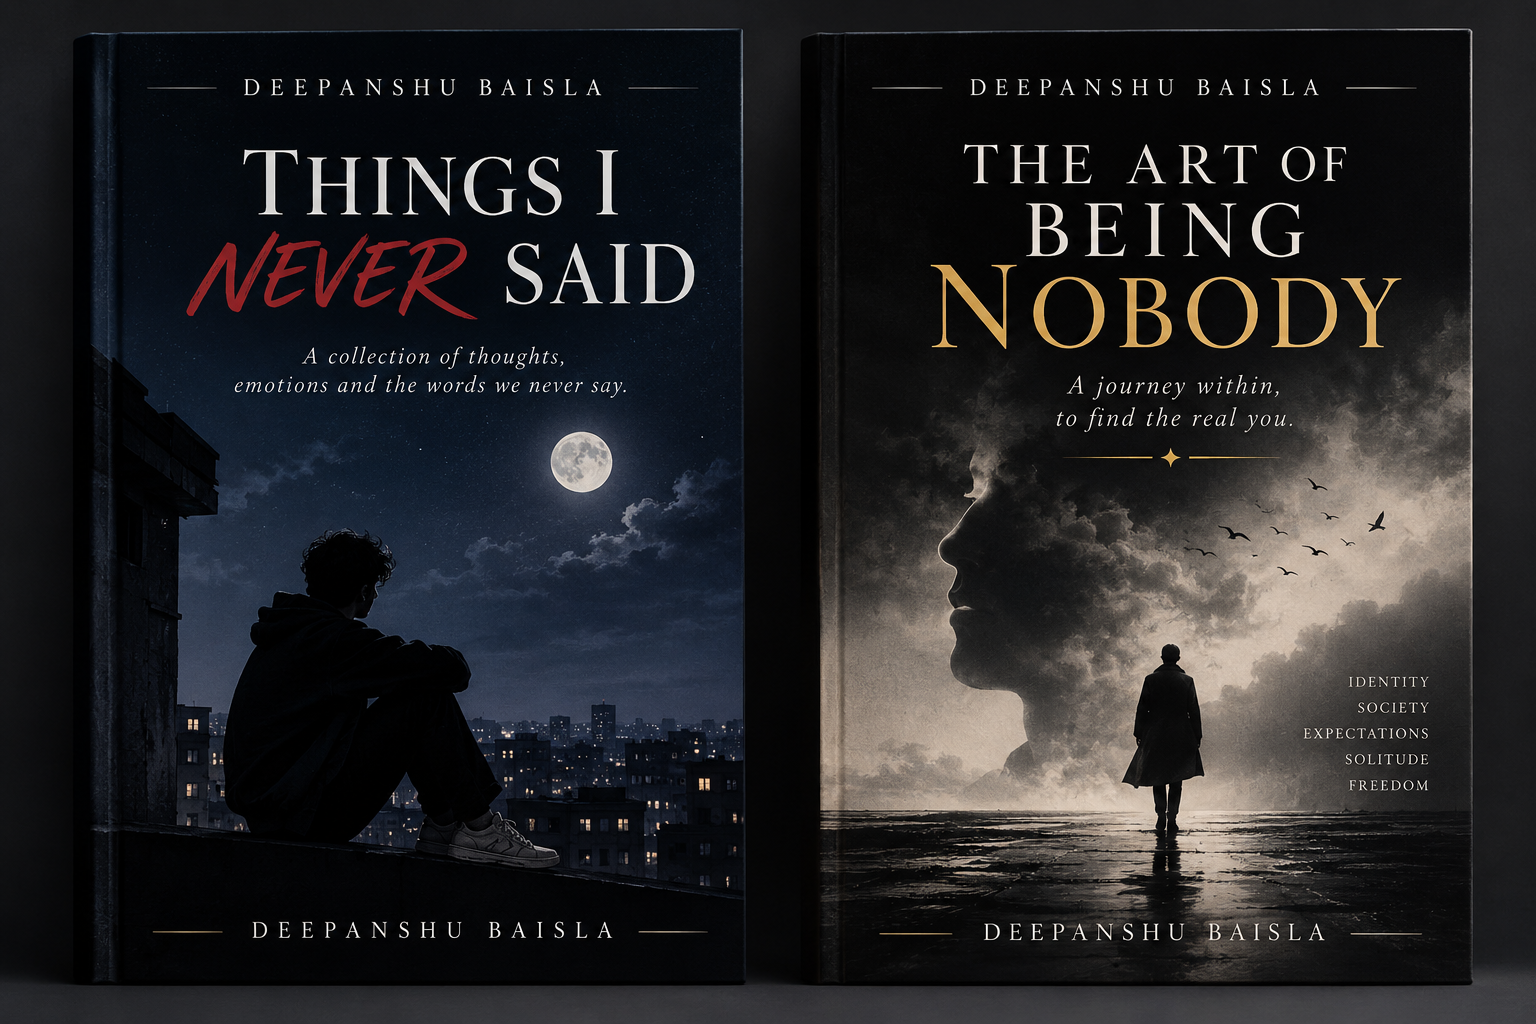 DEEPANSHU BAISLA
THINGS I
NEVER SAID
A collection of thoughts,
emotions and the words we never say.
DEEPANSHU BAISLA
DEEPANSHU BAISLA
THE ART OF
BEING
NOBODY
A journey within,
to find the real you.
IDENTITY
SOCIETY
EXPECTATIONS
SOLITUDE
FREEDOM
DEEPANSHU BAISLA